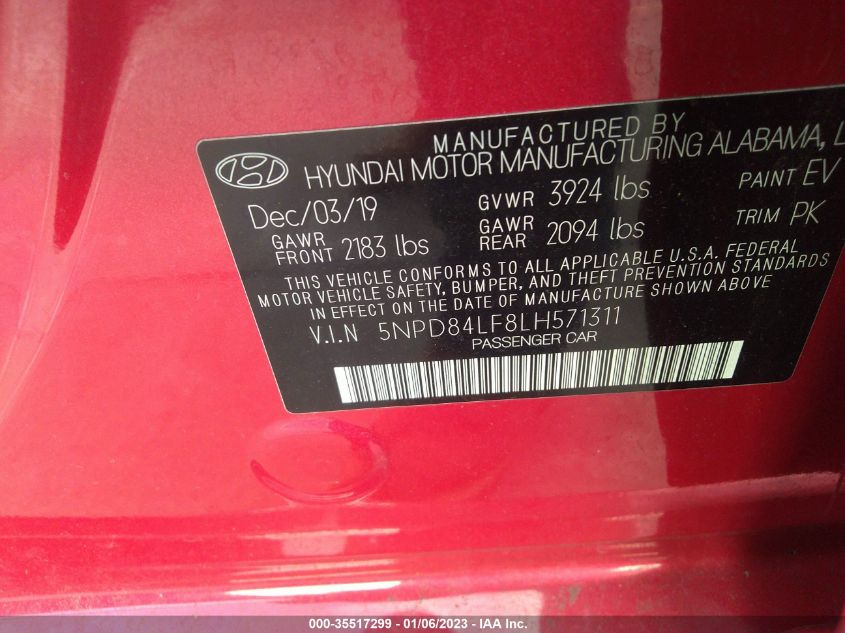 MANUFACTURED BY
HYUNDAI MOTOR MANUFACTURING ALABAMA, L
Dec/03/19 GVWR 3924 lbs PAINT EV
GAWR FRONT 2183 lbs GAWR REAR 2094 lbs TRIM PK
THIS VEHICLE CONFORMS TO ALL APPLICABLE U.S.A. FEDERAL
MOTOR VEHICLE SAFETY, BUMPER, AND THEFT PREVENTION STANDARDS
IN EFFECT ON THE DATE OF MANUFACTURE SHOWN ABOVE
V.I.N 5NPD84LF8LH571311
PASSENGER CAR
000-35517299 - 01/06/2023 - © IAA Inc.